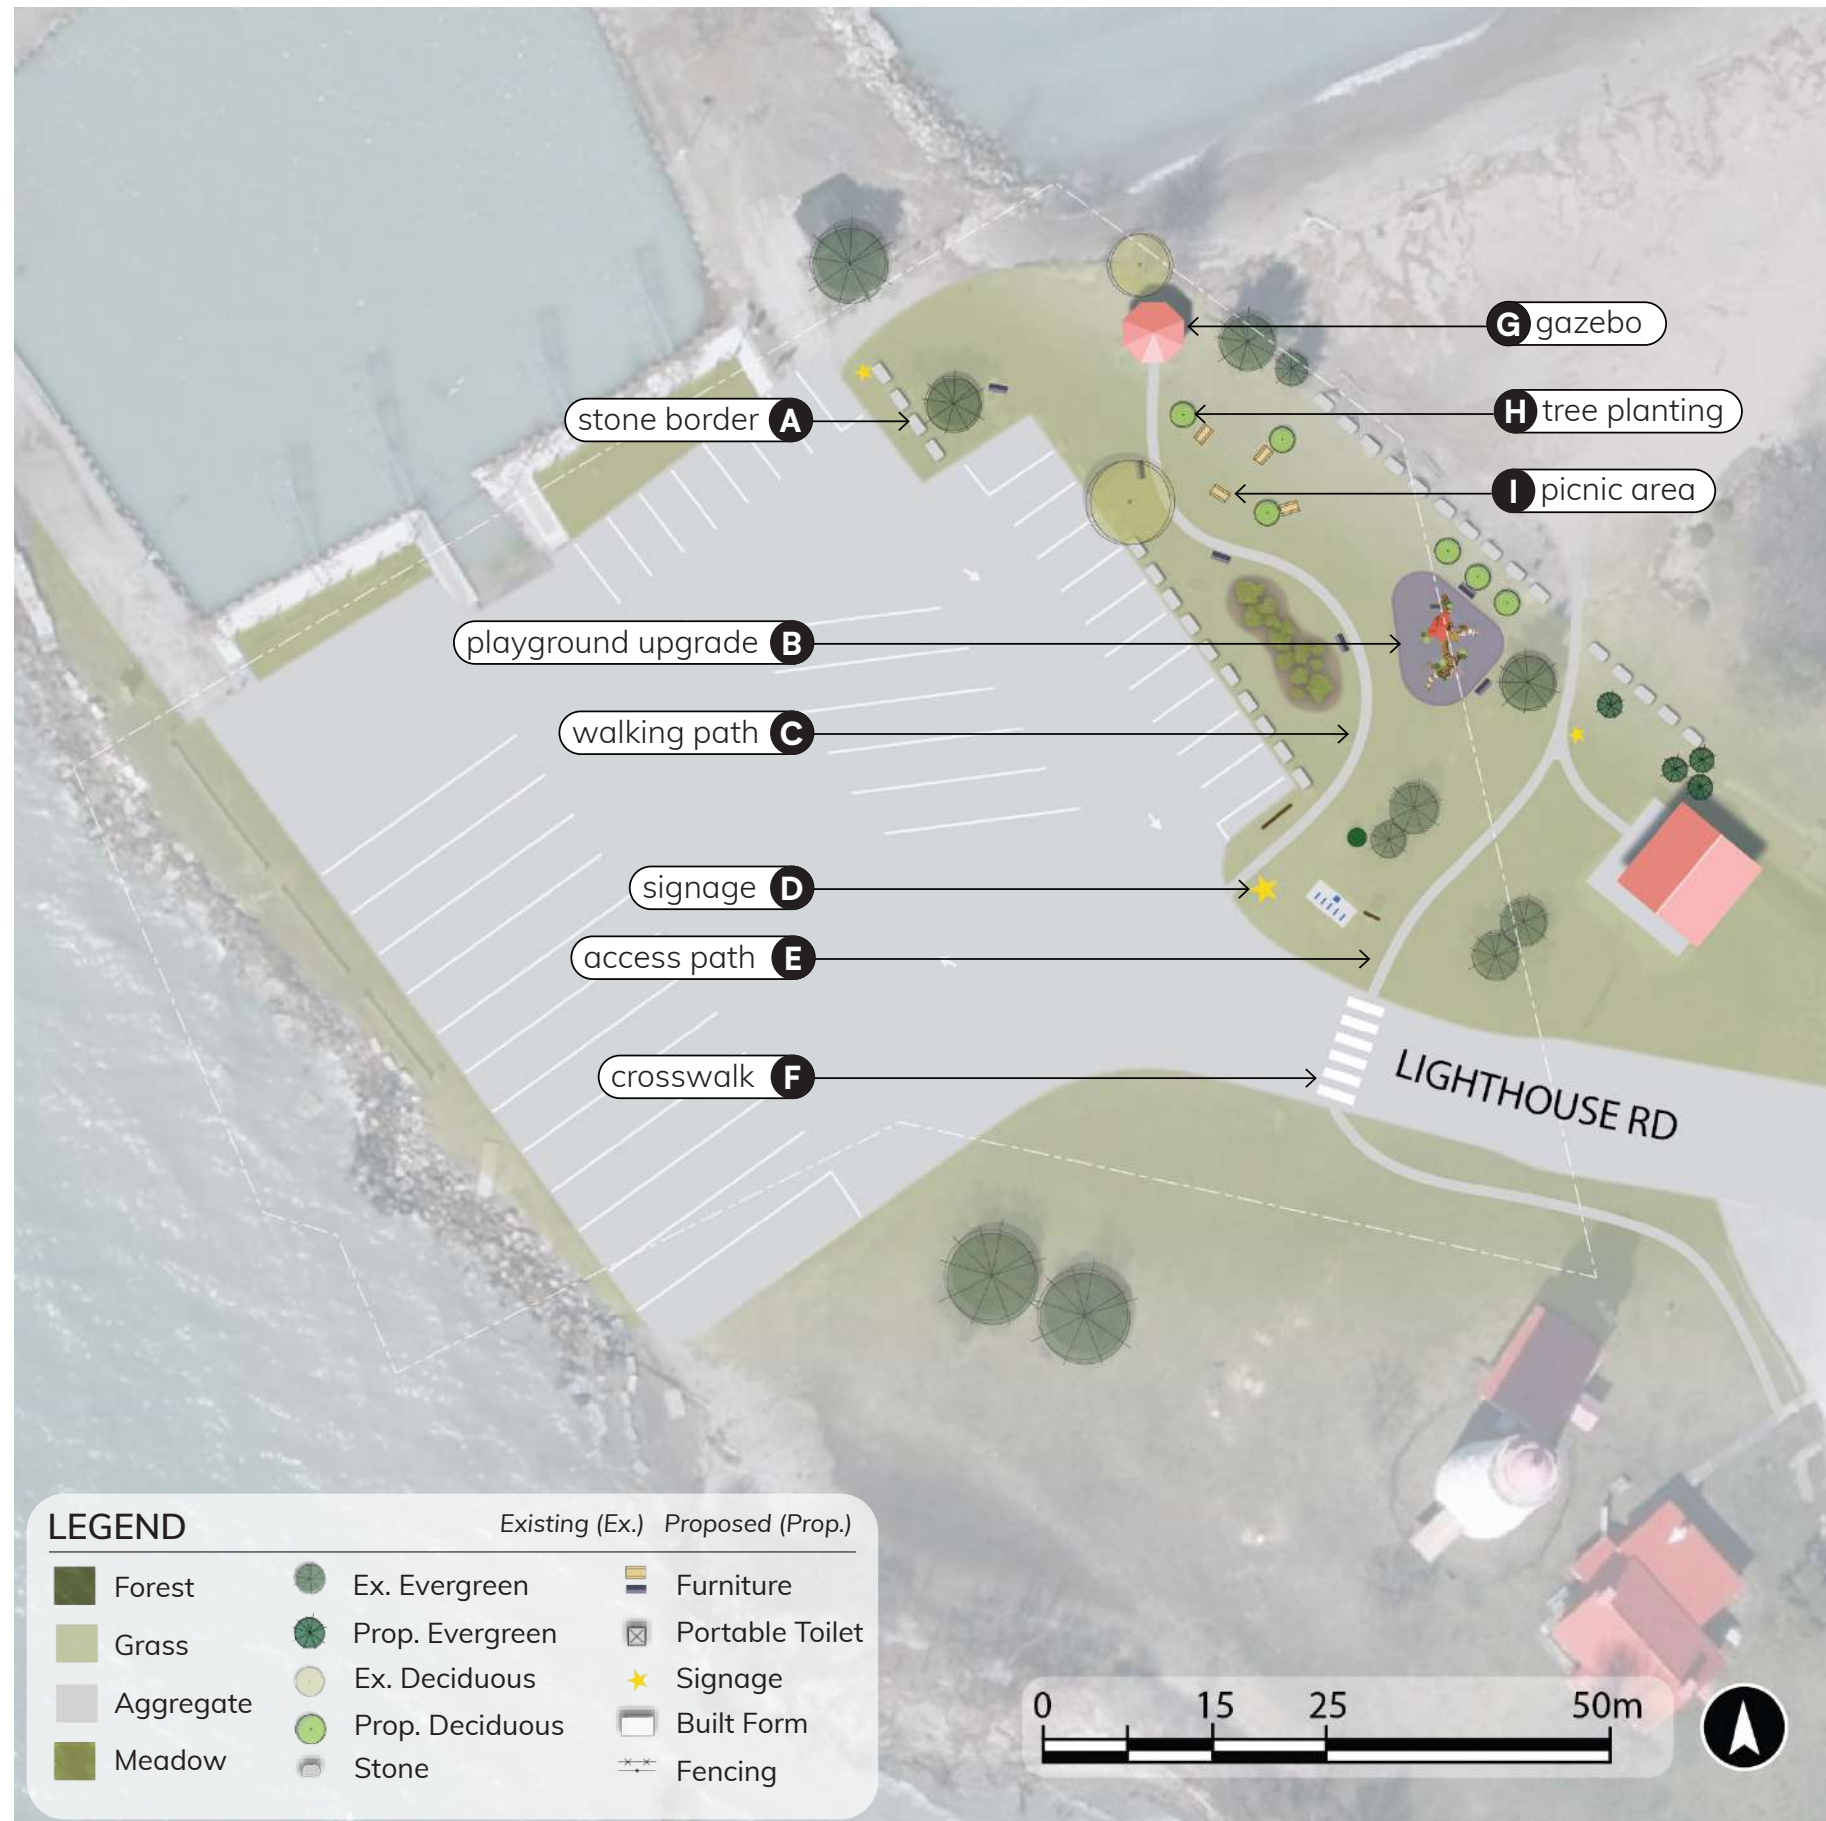 G gazebo
stone border A
H tree planting
I picnic area
playground upgrade B
walking path C
signage D
access path E
crosswalk F
LIGHTHOUSE RD
LEGEND
Existing (Ex.) Proposed (Prop.)
Forest
Grass
Aggregate
Meadow
Ex. Evergreen
Prop. Evergreen
Ex. Deciduous
Prop. Deciduous
Stone
Furniture
Portable Toilet
Signage
Built Form
Fencing
0 15 25 50m